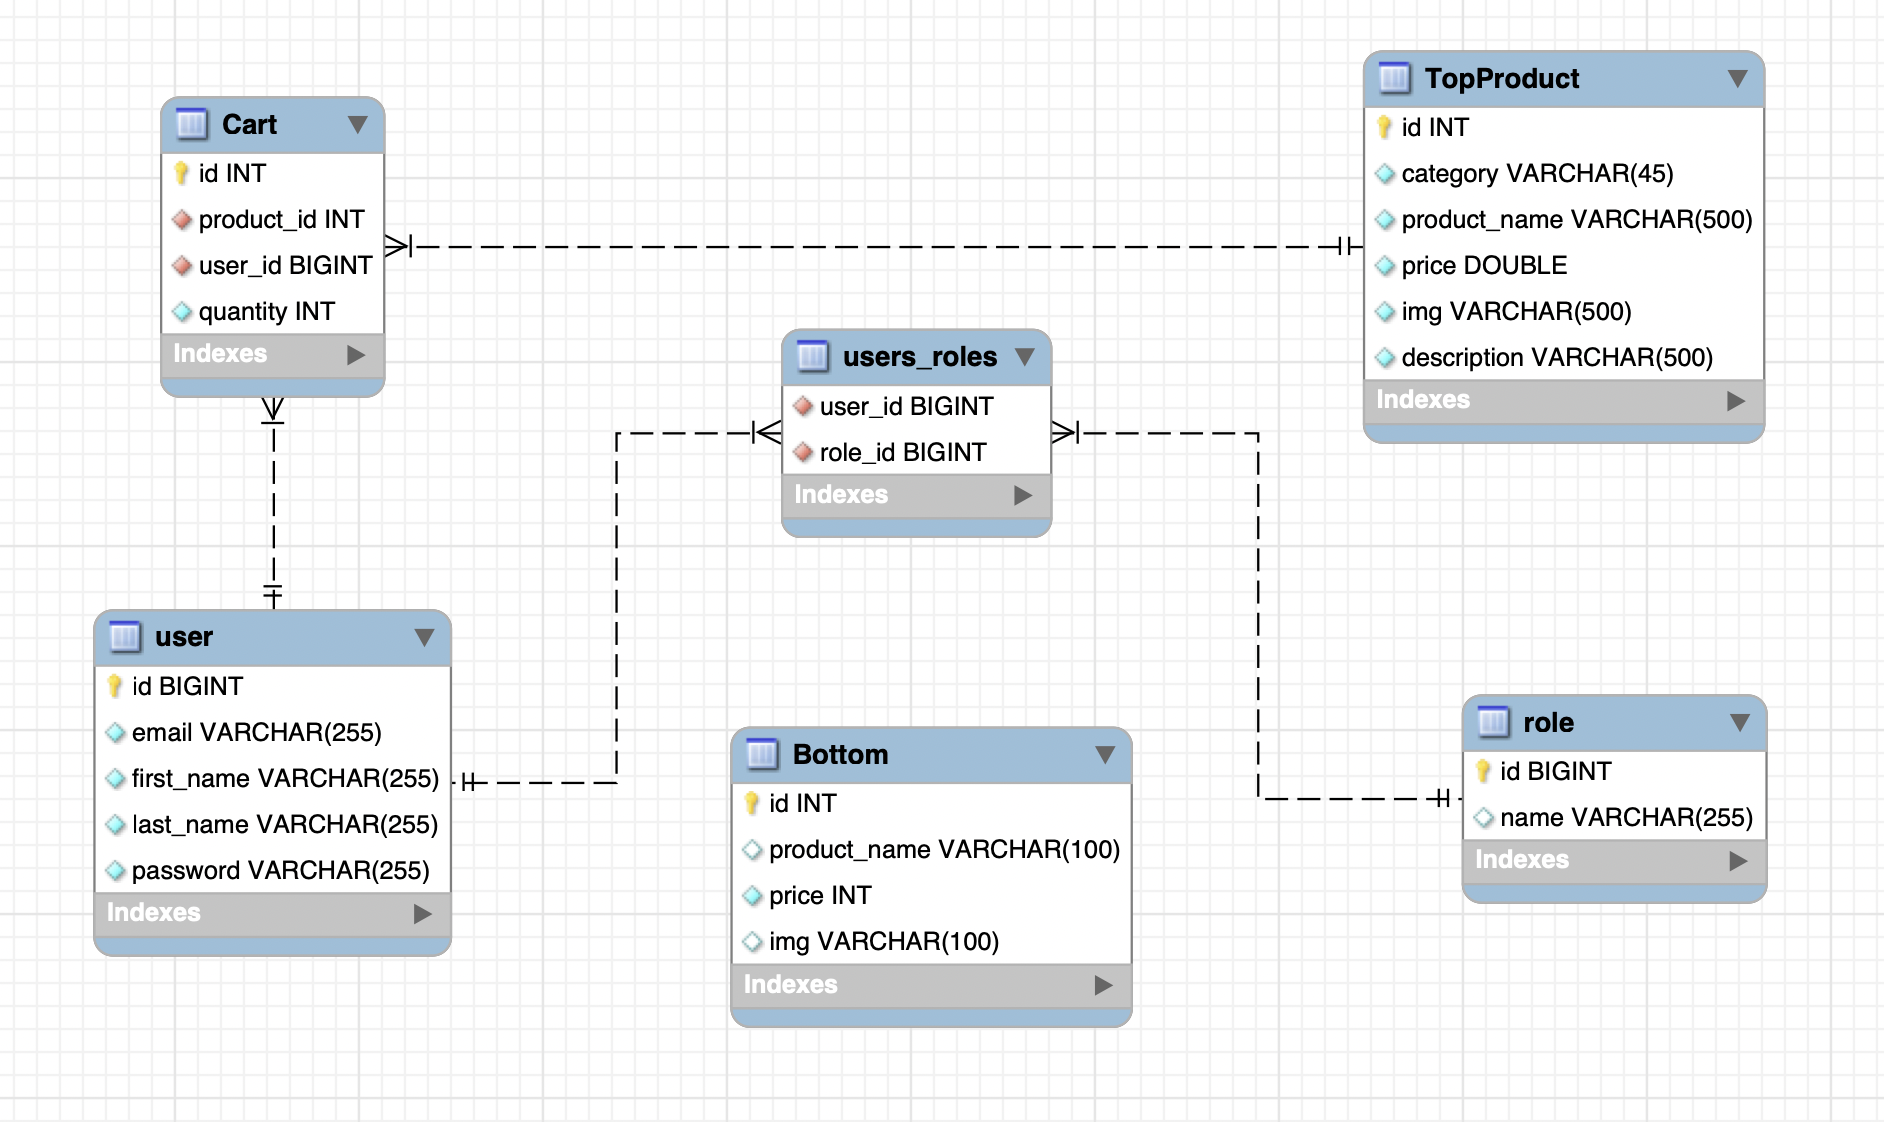 Cart
id INT
product_id INT
user_id BIGINT
quantity INT
Indexes
TopProduct
id INT
category VARCHAR(45)
product_name VARCHAR(500)
price DOUBLE
img VARCHAR(500)
description VARCHAR(500)
Indexes
users_roles
user_id BIGINT
role_id BIGINT
Indexes
user
id BIGINT
email VARCHAR(255)
first_name VARCHAR(255)
last_name VARCHAR(255)
password VARCHAR(255)
Indexes
Bottom
id INT
product_name VARCHAR(100)
price INT
img VARCHAR(100)
Indexes
role
id BIGINT
name VARCHAR(255)
Indexes